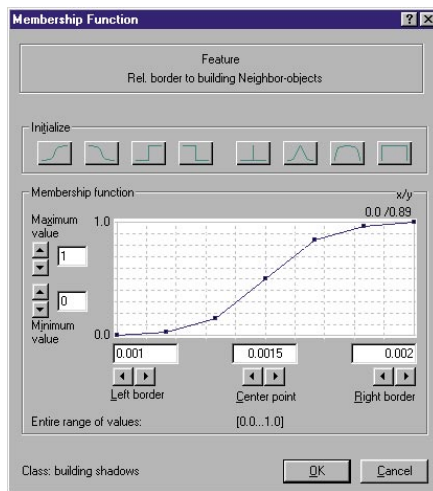 Membership Function
Feature
Rel. border to building Neighbor-objects
Initialize
Membership function
x/y
0.0 /0.89
Maximum
value
1
1.0
0
Minimum
value
0.0
0.001
0.0015
0.002
Left border
Center point
Right border
Entire range of values:
[0.0...1.0]
Class: building shadows
OK
Cancel